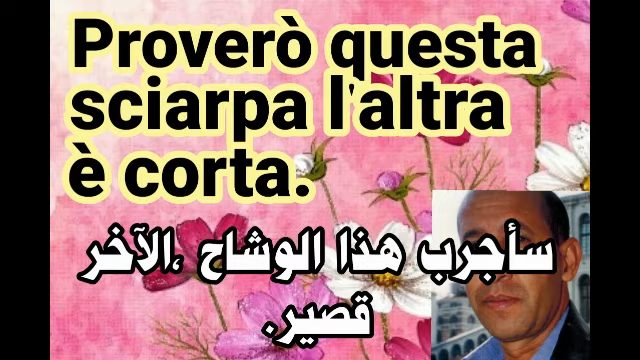 Proverò questa
sciarpa l'altra
è corta.
سأجرب هذا الوشاح ،الآخر
قصير.